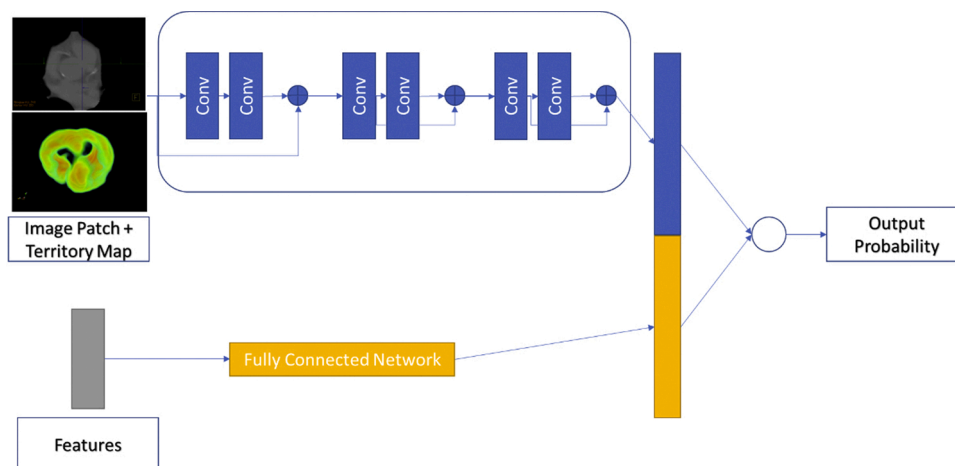 Conv
Conv
Conv
Conv
Conv
Conv
Image Patch +
Territory Map
Output
Probability
Fully Connected Network
Features